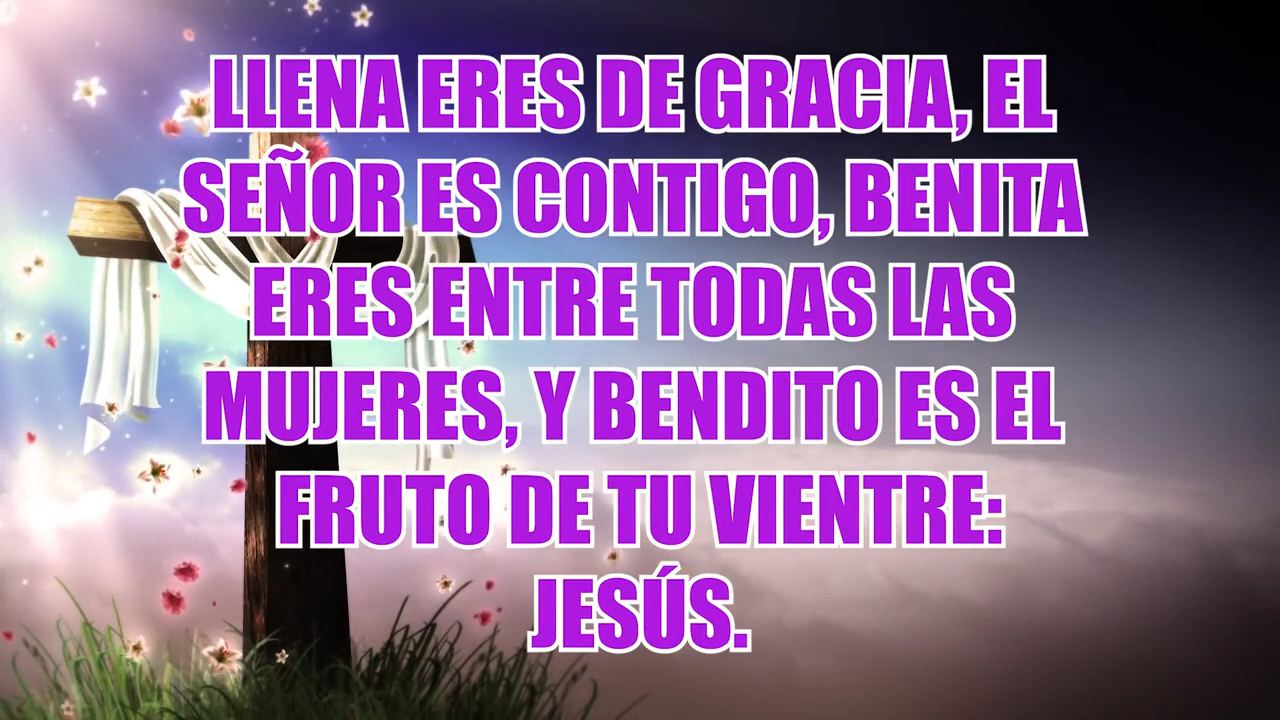 LLENA ERES DE GRACIA, EL
SEÑOR ES CONTIGO, BENITA
ERES ENTRE TODAS LAS
MUJERES, Y BENDITO ES EL
FRUTO DE TU VIENTRE:
JESÚS.